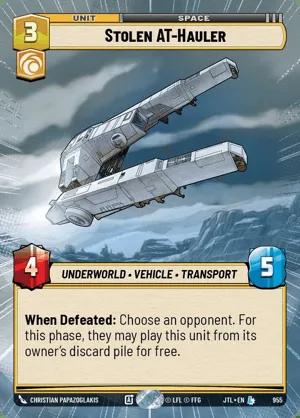 UNIT
SPACE
3
STOLEN AT-HAULER
4
UNDERWORLD • VEHICLE • TRANSPORT
5
When Defeated: Choose an opponent. For
this phase, they may play this unit from its
owner's discard pile for free.
CHRISTIAN PAPAZOGLAKIS
© LFL © FFG
JTL • EN
955